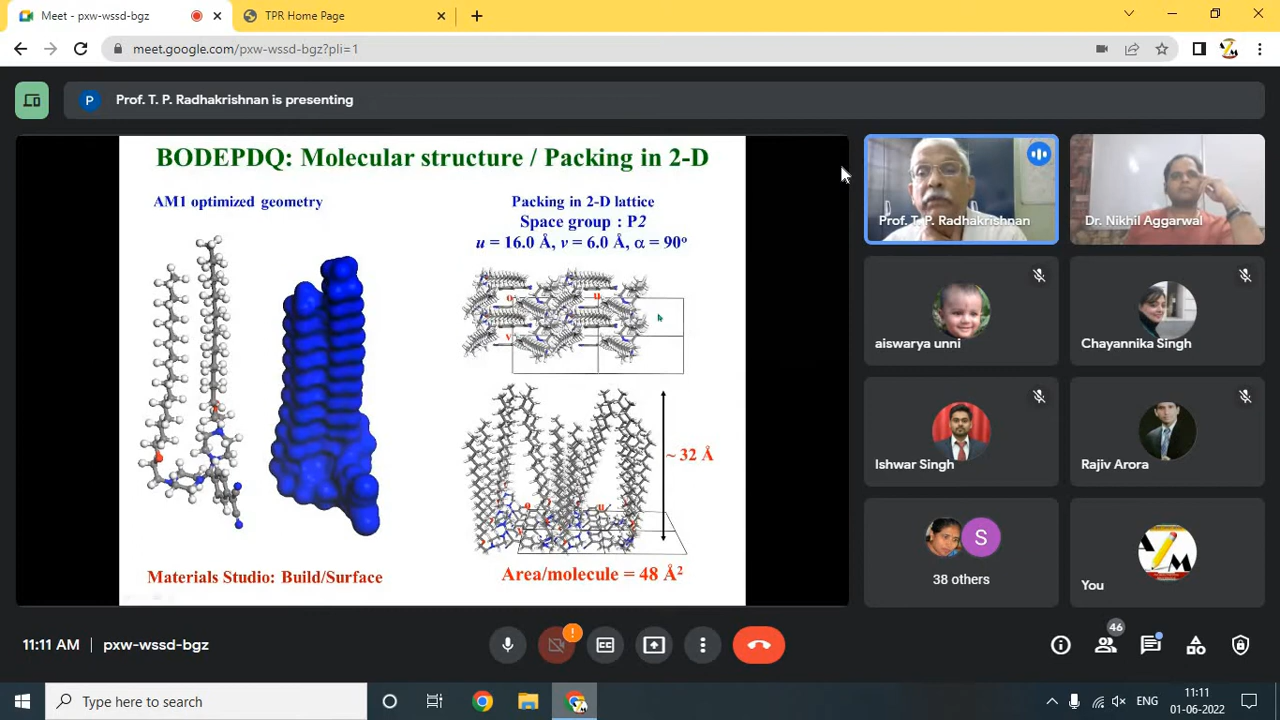 Meet - pxw-wssd-bgz
TPR Home Page
meet.google.com/pxw-wssd-bgz?pli=1
P
Prof. T. P. Radhakrishnan is presenting
BODEPDQ: Molecular structure / Packing in 2-D
AM1 optimized geometry
Packing in 2-D lattice
Space group : P2
u = 16.0 Å, v = 6.0 Å, α = 90°
o
u
v
~ 32 Å
o
u
v
Materials Studio: Build/Surface
Area/molecule = 48 Å²
Prof. T. P. Radhakrishnan
Dr. Nikhil Aggarwal
aiswarya unni
Chayannika Singh
Ishwar Singh
Rajiv Arora
S
38 others
You
11:11 AM | pxw-wssd-bgz
CC
46
Type here to search
ENG
11:11
01-06-2022